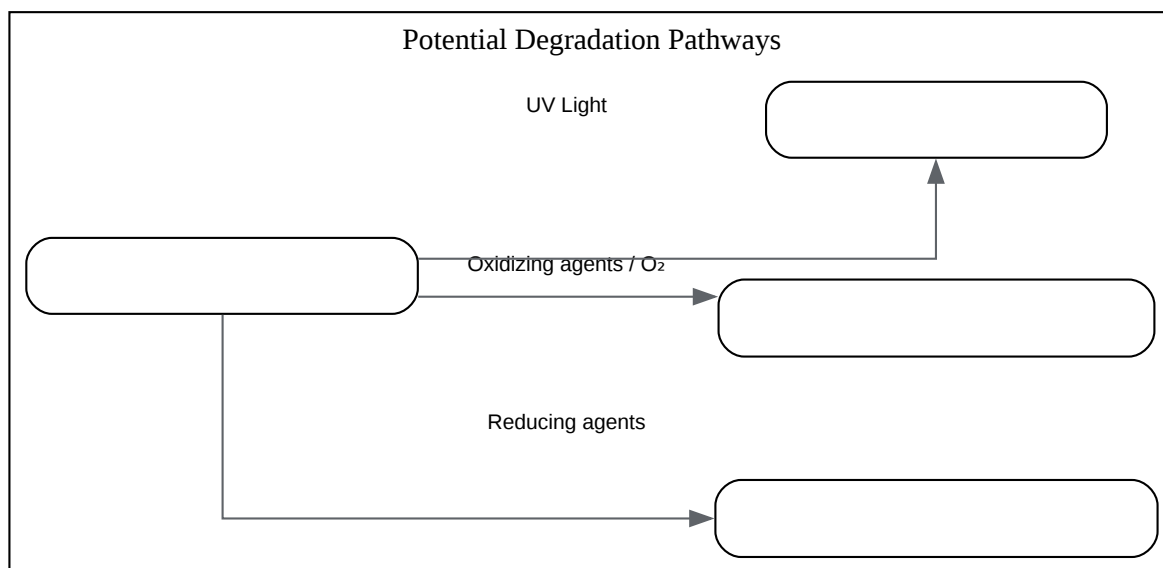 Potential Degradation Pathways
UV Light
Oxidizing agents / O₂
Reducing agents